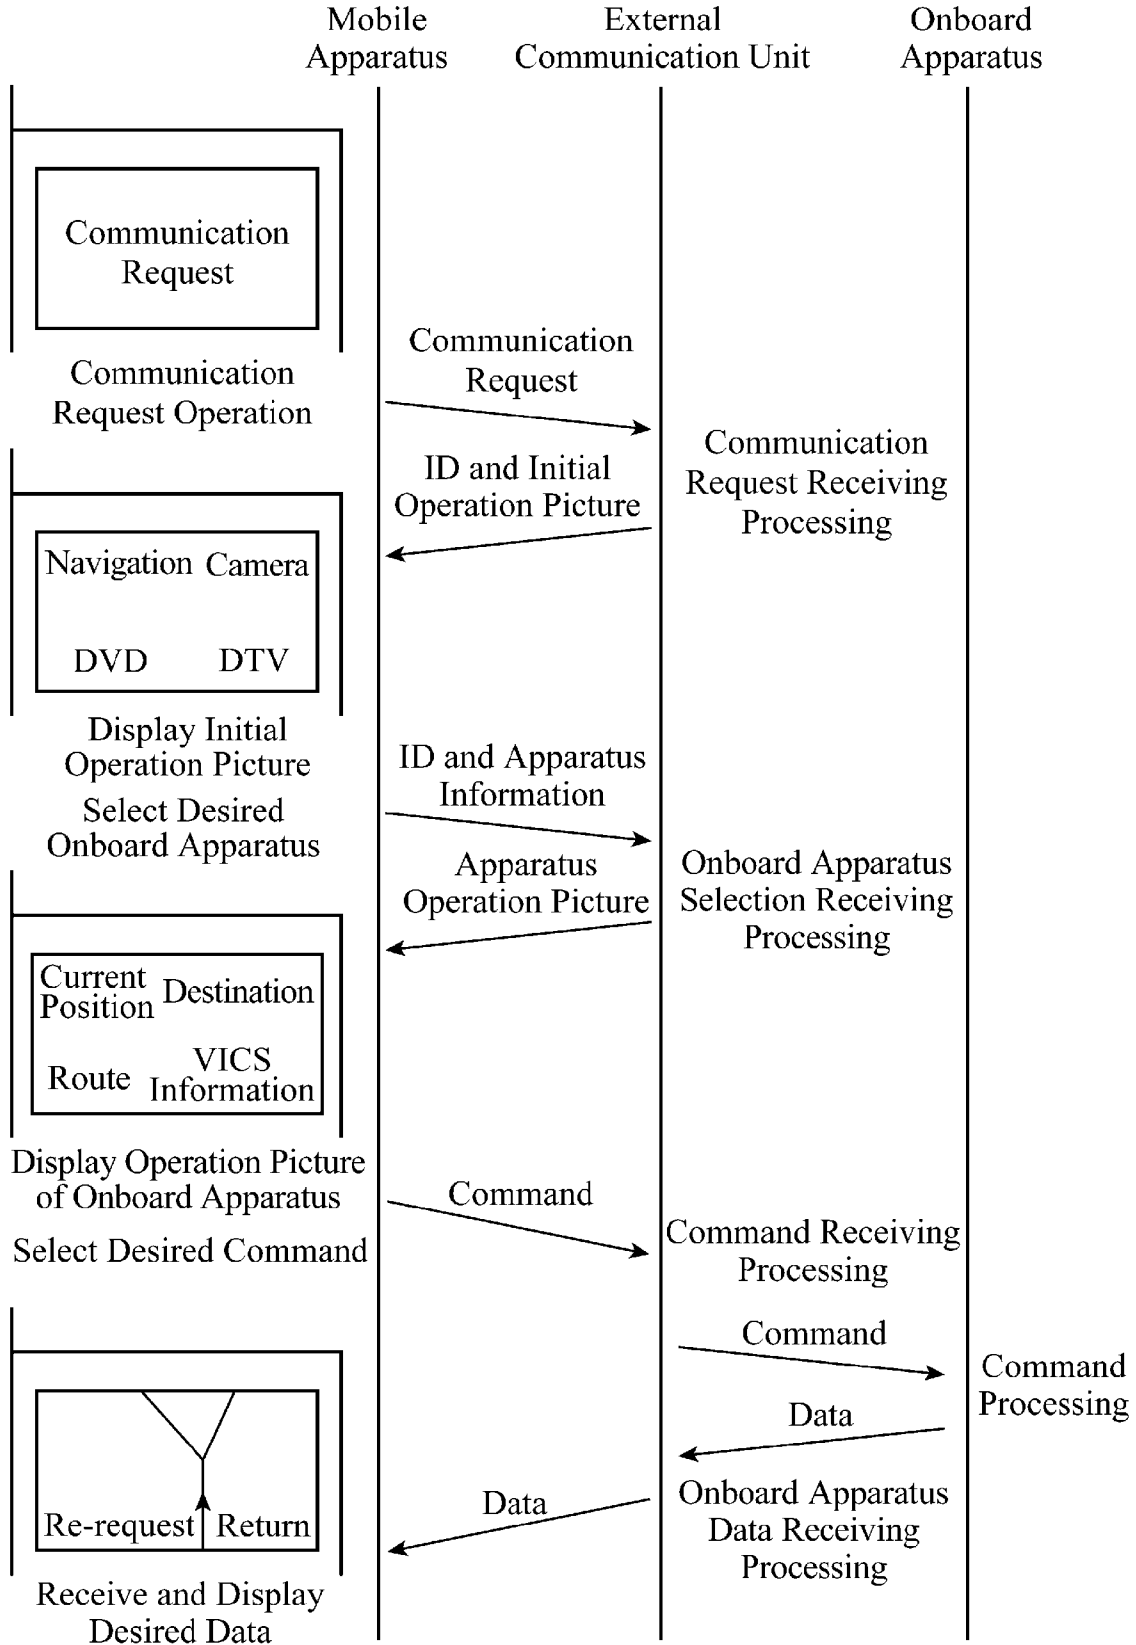 Mobile
Apparatus
External
Communication Unit
Onboard
Apparatus
Communication
Request
Communication
Request Operation
Communication
Request
Communication
Request Receiving
Processing
ID and Initial
Operation Picture
Navigation Camera
DVD DTV
Display Initial
Operation Picture
Select Desired
Onboard Apparatus
ID and Apparatus
Information
Onboard Apparatus
Selection Receiving
Processing
Apparatus
Operation Picture
Current
Position
Destination
Route
VICS
Information
Display Operation Picture
of Onboard Apparatus
Select Desired Command
Command
Command Receiving
Processing
Command
Command
Processing
Data
Onboard Apparatus
Data Receiving
Processing
Data
Re-request Return
Receive and Display
Desired Data